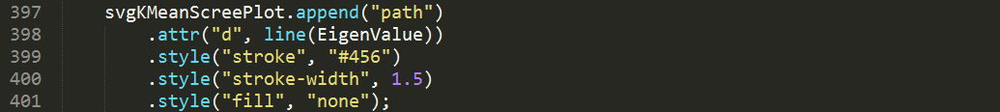 397 svgKMeanScreePlot.append("path")
398 .attr("d", line(EigenValue))
399 .style("stroke", "#456")
400 .style("stroke-width", 1.5)
401 .style("fill", "none");